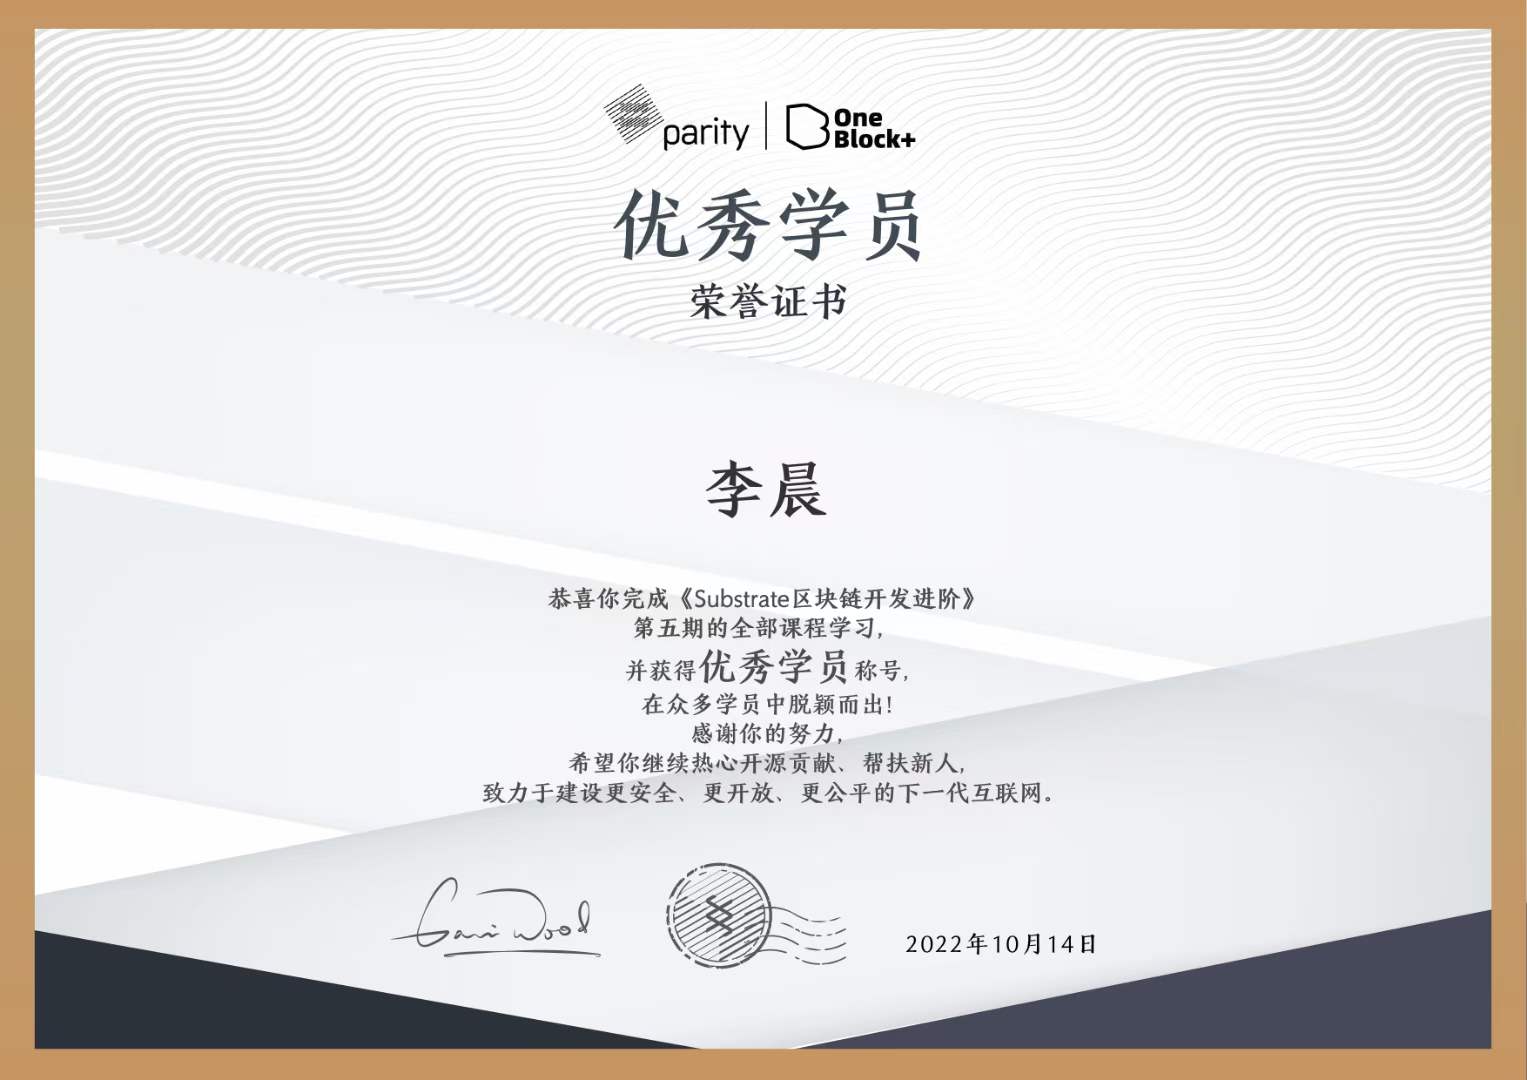 parity | One Block+
优秀学员
荣誉证书
李晨
恭喜你完成《Substrate区块链开发进阶》
第五期的全部课程学习,
并获得优秀学员称号,
在众多学员中脱颖而出!
感谢你的努力,
希望你继续热心开源贡献、帮扶新人,
致力于建设更安全、更开放、更公平的下一代互联网。
Gavin Wood
2022年10月14日